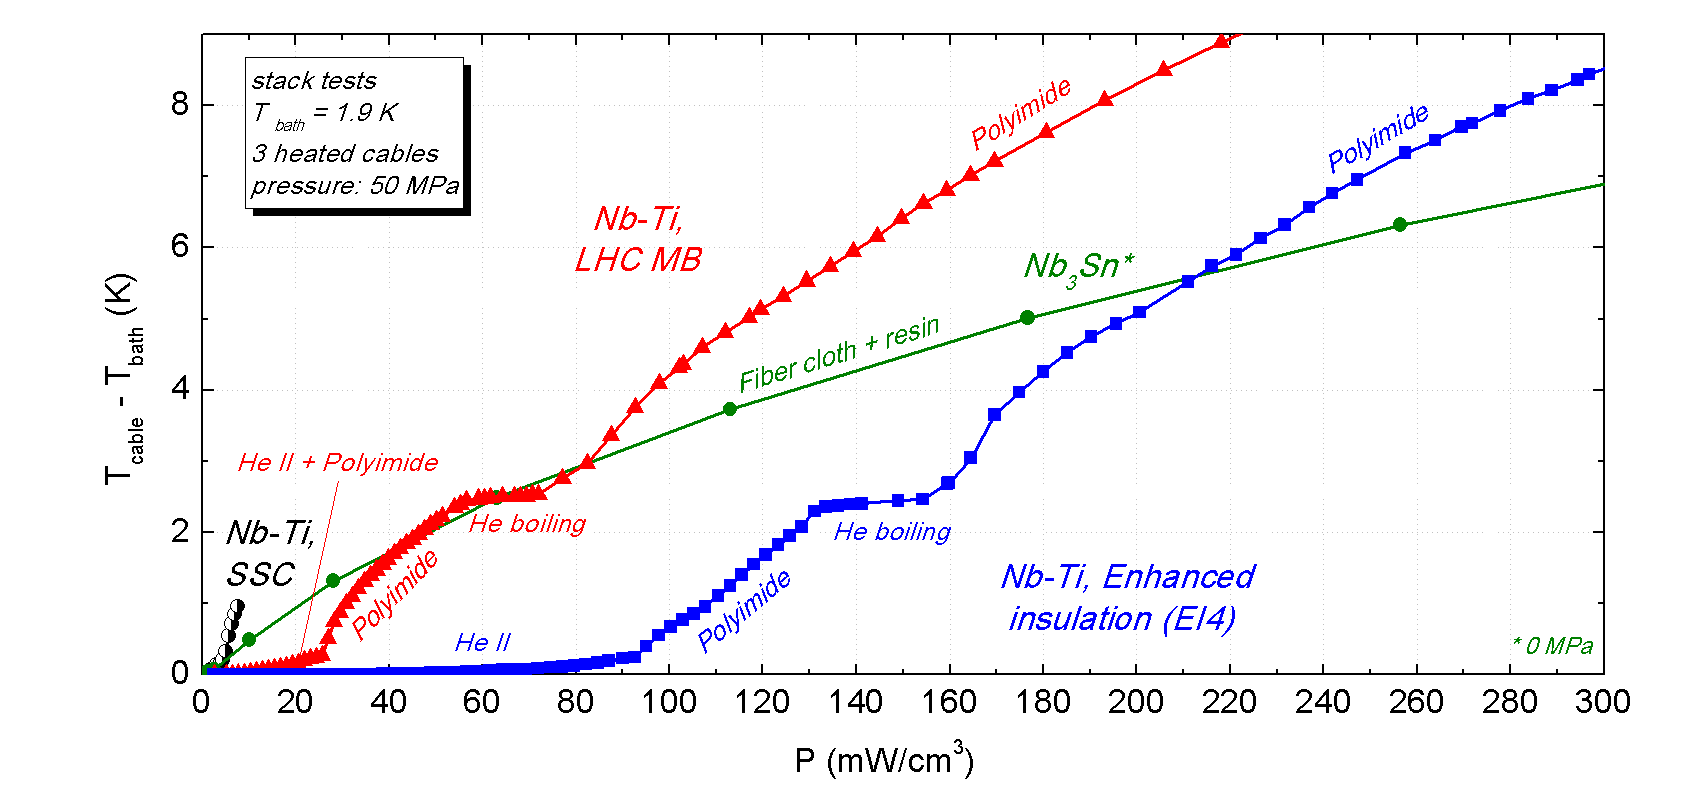 stack tests
T bath = 1.9 K
3 heated cables
pressure: 50 MPa
Nb-Ti,
LHC MB
Polyimide
Polyimide
Nb3Sn*
Fiber cloth + resin
He II + Polyimide
Nb-Ti,
SSC
Polyimide
He boiling
He boiling
Polyimide
He II
Nb-Ti, Enhanced
insulation (EI4)
* 0 MPa
Tcable - Tbath (K)
8
6
4
2
0
0 20 40 60 80 100 120 140 160 180 200 220 240 260 280 300
P (mW/cm³)